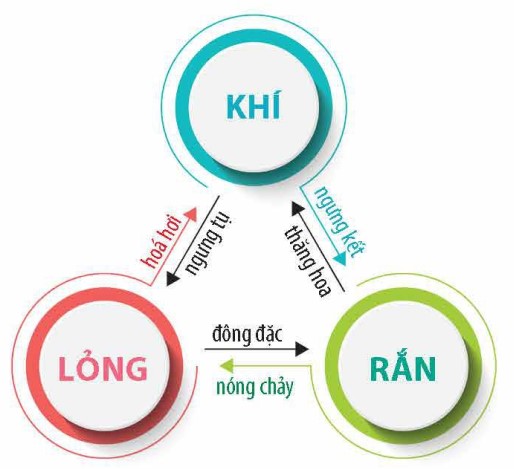 KHÍ
hoá hơi
ngưng tụ
ngưng kết
thăng hoa
LỎNG
đông đặc
nóng chảy
RẮN